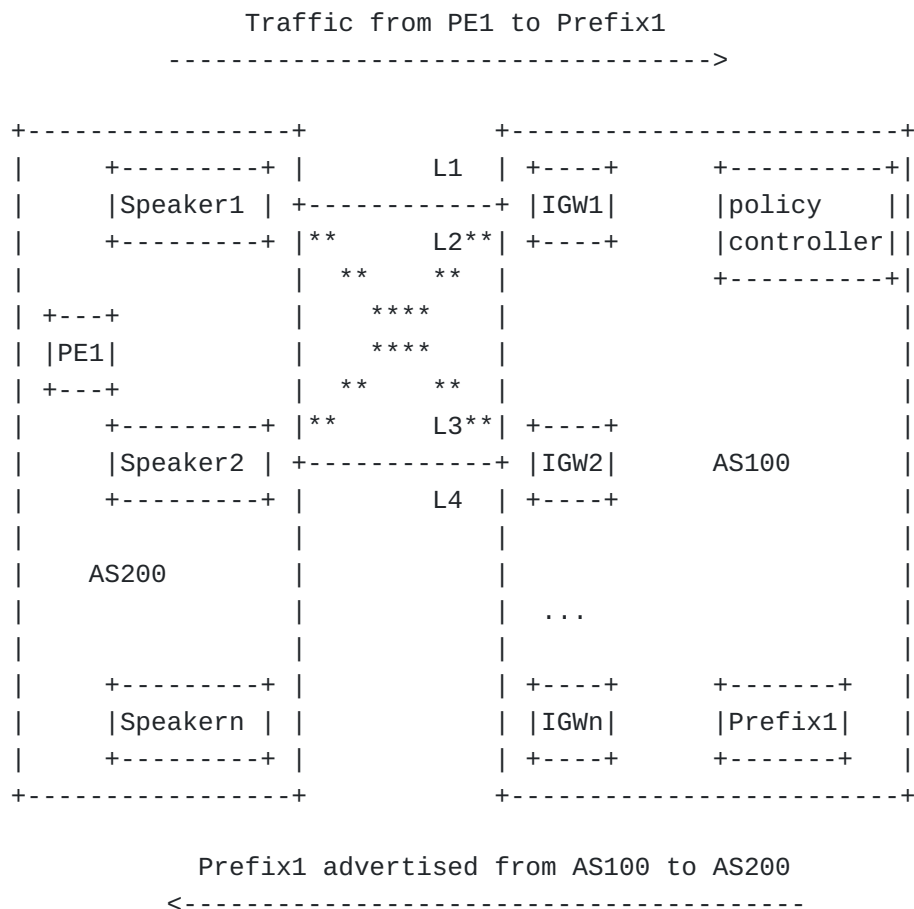 Traffic from PE1 to Prefix1
----------------------------------->
+-----------------+            +-------------------------+
|     +---------+ |        L1  | +----+      +----------+|
|     |Speaker1 | +------------+ |IGW1|      |policy    ||
|     +---------+ |**      L2**| +----+      |controller||
|                 |  **    **  |             +----------+|
| +---+           |    ****    |                         |
| |PE1|           |    ****    |                         |
| +---+           |  **    **  |                         |
|     +---------+ |**      L3**| +----+                  |
|     |Speaker2 | +------------+ |IGW2|      AS100       |
|     +---------+ |        L4  | +----+                  |
|                 |            |                         |
|    AS200        |            |                         |
|                 |            |  ...                    |
|                 |            |                         |
|     +---------+ |            | +----+      +-------+   |
|     |Speakern | |            | |IGWn|      |Prefix1|   |
|     +---------+ |            | +----+      +-------+   |
+-----------------+            +-------------------------+
Prefix1 advertised from AS100 to AS200
<----------------------------------------